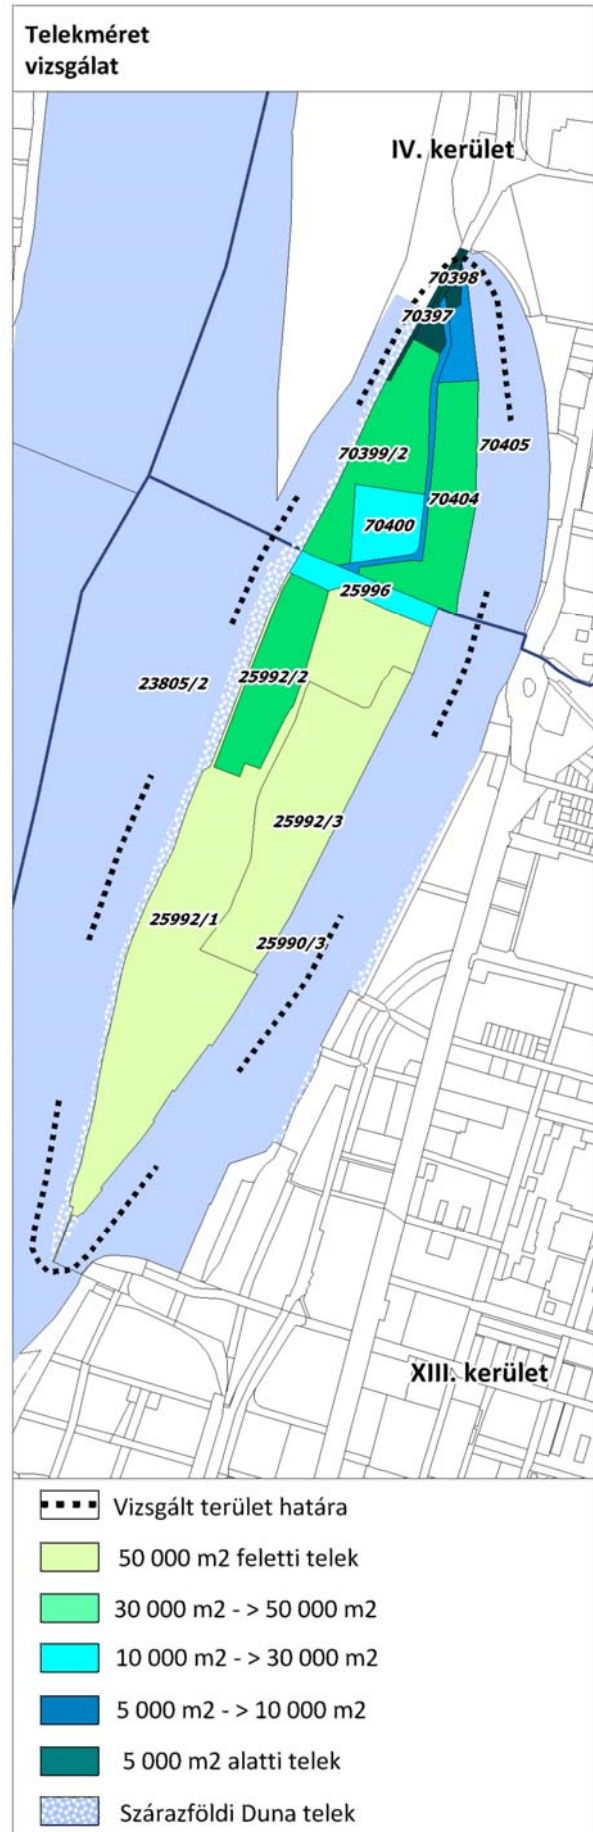 Telekméret
vizsgálat
IV. kerület
70398
70397
70405
70399/2
70404
70400
25996
25992/2
23805/2
25992/3
25992/1
25990/3
XIII. kerület
Vizsgált terület határa
50 000 m2 feletti telek
30 000 m2 - > 50 000 m2
10 000 m2 - > 30 000 m2
5 000 m2 - > 10 000 m2
5 000 m2 alatti telek
Szárazföldi Duna telek